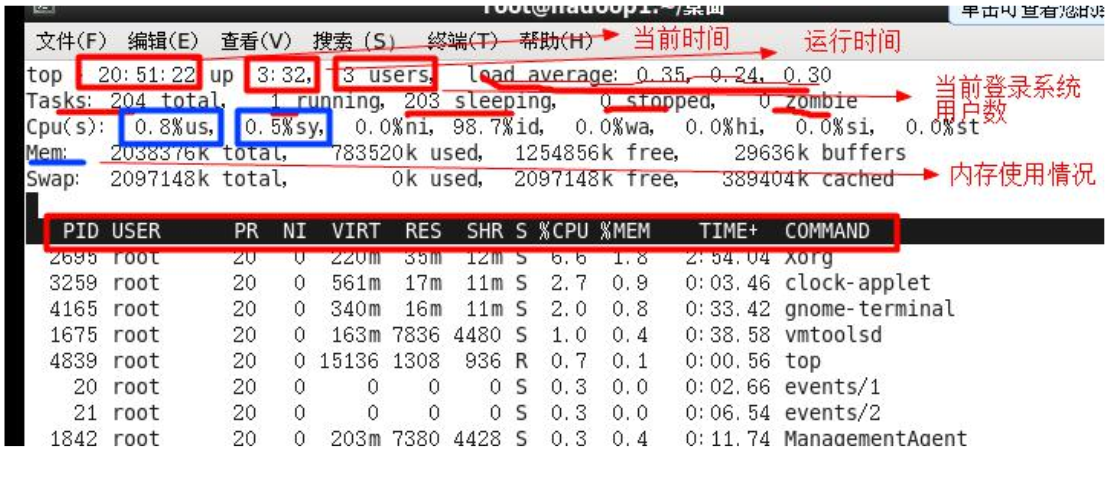 root@hadoop1:~/桌面
单击可查看您的
文件(F) 编辑(E) 查看(V) 搜索 (S) 终端(T) 帮助(H)
当前时间
运行时间
top - 20:51:22 up 3:32, 3 users, load average: 0.35, 0.24, 0.30
Tasks: 204 total, 1 running, 203 sleeping, 0 stopped, 0 zombie
当前登录系统
用户数
Cpu(s): 0.8%us, 0.5%sy, 0.0%ni, 98.7%id, 0.0%wa, 0.0%hi, 0.0%si, 0.0%st
Mem: 2038376k total, 783520k used, 1254856k free, 29636k buffers
Swap: 2097148k total, 0k used, 2097148k free, 389404k cached
内存使用情况
PID USER PR NI VIRT RES SHR S %CPU %MEM TIME+ COMMAND
2695 root 20 0 220m 35m 12m S 6.6 1.8 2:54.04 Xorg
3259 root 20 0 561m 17m 11m S 2.7 0.9 0:03.46 clock-applet
4165 root 20 0 340m 16m 11m S 2.0 0.8 0:33.42 gnome-terminal
1675 root 20 0 163m 7836 4480 S 1.0 0.4 0:38.58 vmtoolsd
4839 root 20 0 15136 1308 936 R 0.7 0.1 0:00.56 top
20 root 20 0 0 0 0 S 0.3 0.0 0:02.66 events/1
21 root 20 0 0 0 0 S 0.3 0.0 0:06.54 events/2
1842 root 20 0 203m 7380 4428 S 0.3 0.4 0:11.74 ManagementAgent